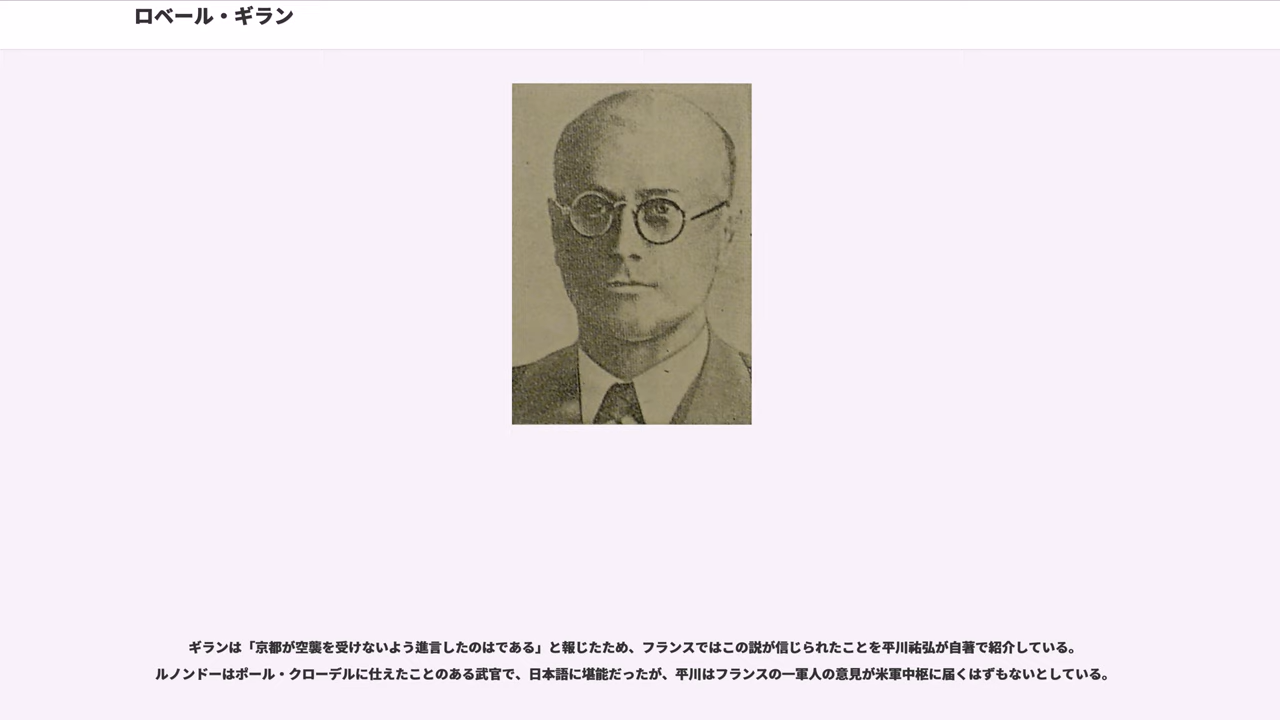 ロベール・ギラン
ギランは「京都が空襲を受けないよう進言したのはである」と報じたため、フランスではこの説が信じられたことを平川祐弘が自著で紹介している。
ルノンドーはポール・クローデルに仕えたことのある武官で、日本語に堪能だったが、平川はフランスの一軍人の意見が米軍中枢に届くはずもないとしている。